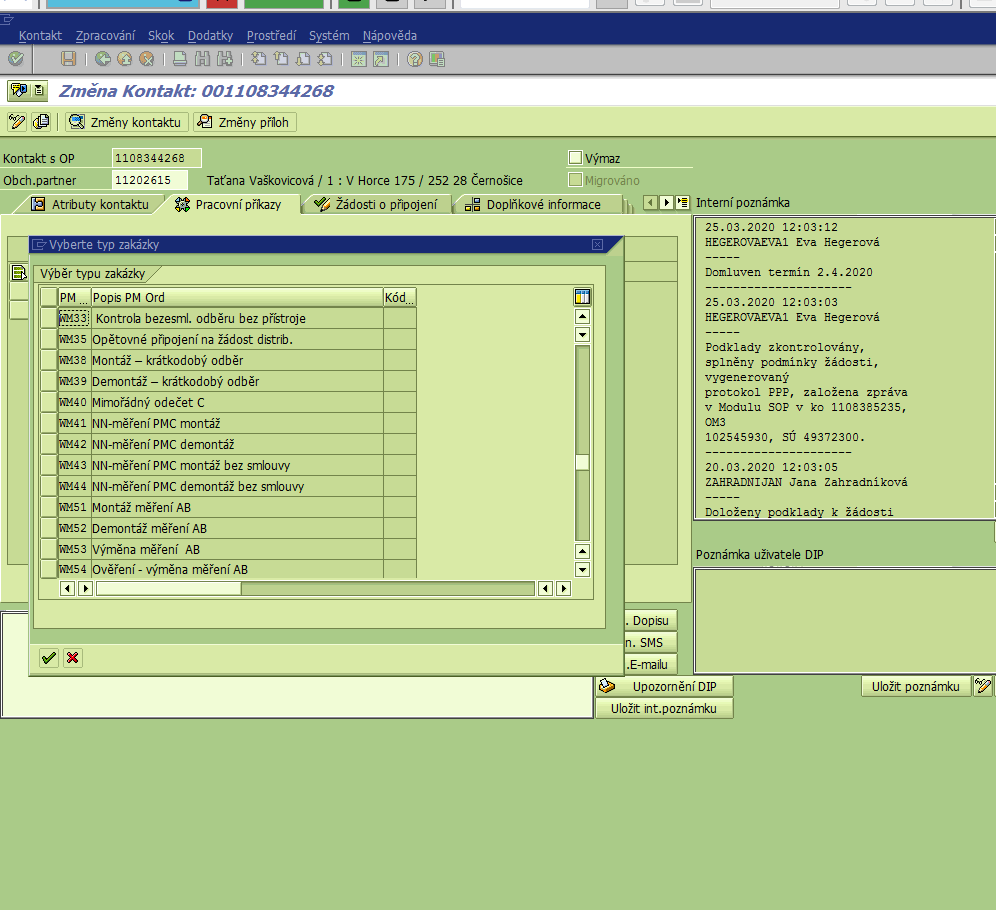 Kontakt Zpracování Skok Dodatky Prostředí Systém Nápověda
Změna Kontakt: 001108344268
Změny kontaktu Změny příloh
Kontakt s OP 1108344268 Výmaz
Obch.partner 11202615 Taťana Vaškovicová / 1 : V Horce 175 / 252 28 Černošice Migrováno
Atributy kontaktu Pracovní příkazy Žádosti o připojení Doplňkové informace Interní poznámka
25.03.2020 12:03:12
HEGEROVAEVA1 Eva Hegerová
-----
Domluven termín 2.4.2020
---------------------
25.03.2020 12:03:03
HEGEROVAEVA1 Eva Hegerová
-----
Podklady zkontrolovány,
splněny podmínky žádosti,
vygenerovaný
protokol PPP, založena zpráva
v Modulu SOP v ko 1108385235,
OM3
102545930, SÚ 49372300.
---------------------
20.03.2020 12:03:05
ZAHRADNIJAN Jana Zahradníková
-----
Doloženy podklady k žádosti
Vyberte typ zakázky
Výběr typu zakázky
PM ... Popis PM Ord Kód...
WM33 Kontrola bezesml. odběru bez přístroje
WM35 Opětovné připojení na žádost distrib.
WM38 Montáž – krátkodobý odběr
WM39 Demontáž – krátkodobý odběr
WM40 Mimořádný odečet C
WM41 NN-měření PMC montáž
WM42 NN-měření PMC demontáž
WM43 NN-měření PMC montáž bez smlouvy
WM44 NN-měření PMC demontáž bez smlouvy
WM51 Montáž měření AB
WM52 Demontáž měření AB
WM53 Výměna měření AB
WM54 Ověření - výměna měření AB
Poznámka uživatele DIP
. Dopisu
n. SMS
.E-mailu
Upozornění DIP
Uložit int.poznámku
Uložit poznámku